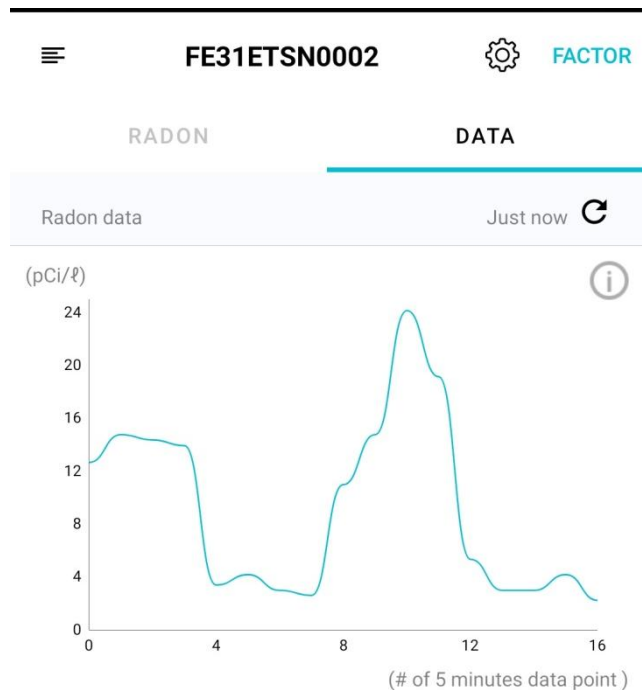 FE31ETSN0002 FACTOR
RADON DATA
Radon data Just now
(pCi/ℓ)
24
20
16
12
8
4
0
0 4 8 12 16
(# of 5 minutes data point )